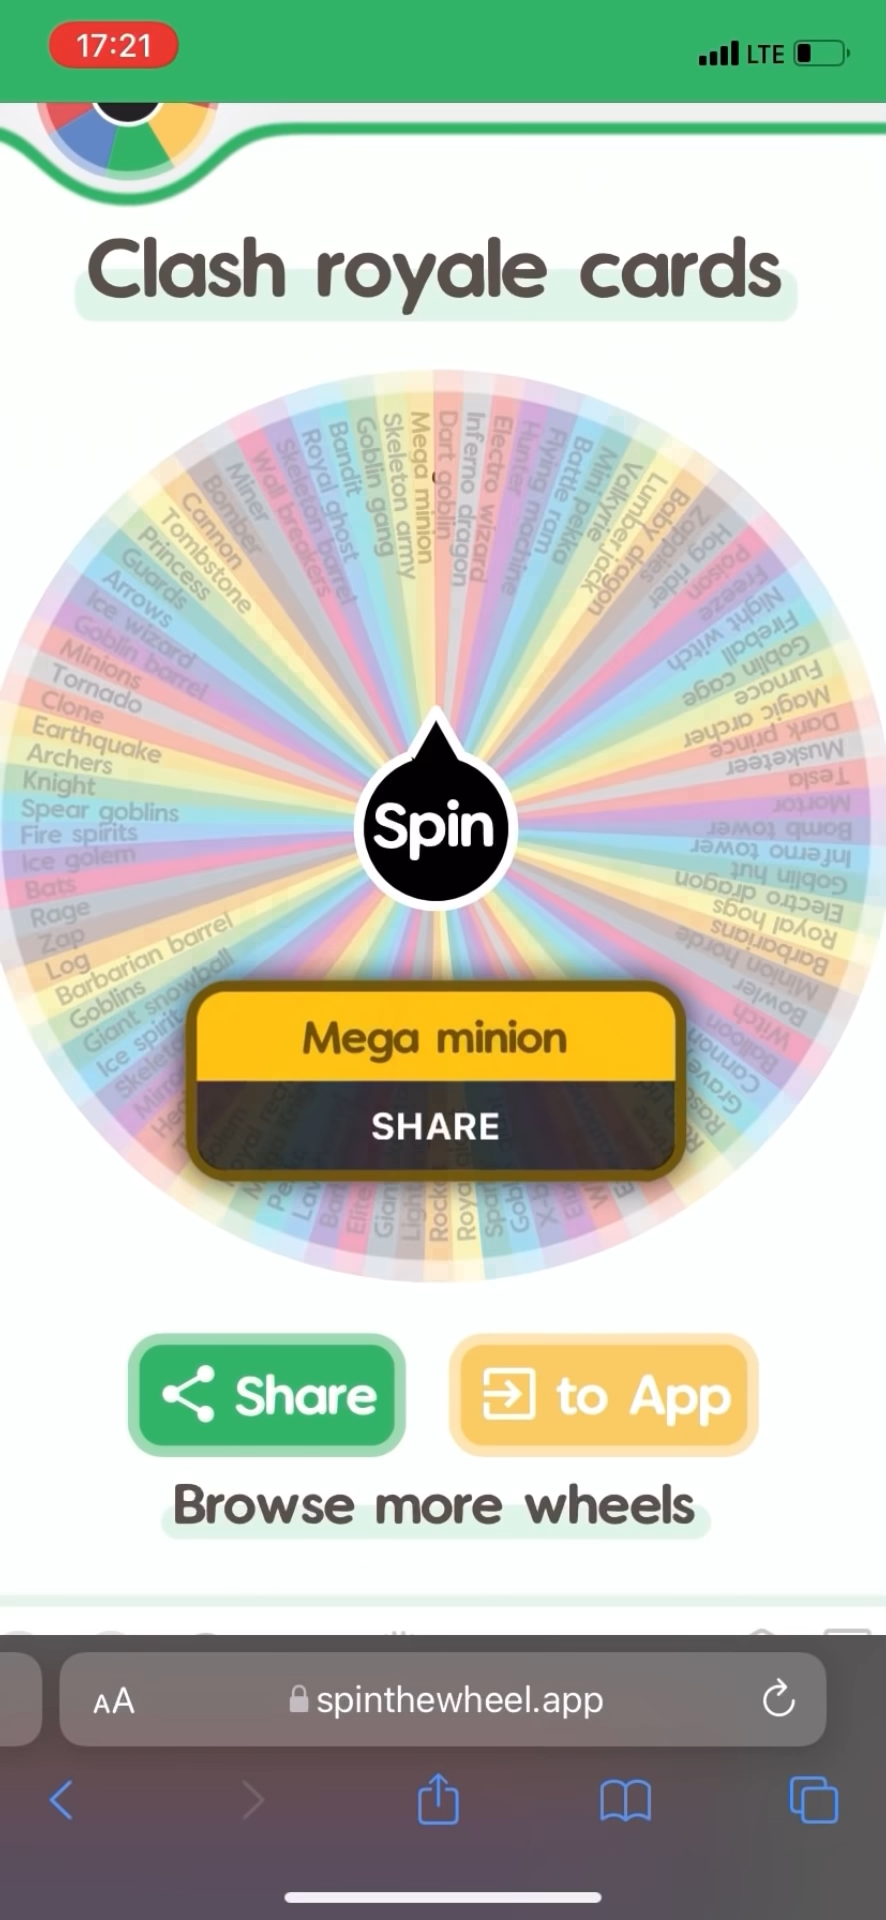 17:21
LTE
Clash royale cards
Mega minion
Dart goblin
Inferno dragon
Electro wizard
Hunter
Flying machine
Battle ram
Mini pekka
Valkyrie
Lumberjack
Baby dragon
Zappies
Hog rider
Poison
Freeze
Night witch
Fireball
Goblin cage
Furnace
Magic archer
Dark prince
Musketeer
Tesla
Mortor
Bomb tower
Inferno tower
Goblin hut
Electro dragon
Royal hogs
Barbarians
Minion horde
Bowler
Witch
Goblins
Barbarian barrel
Log
Zap
Rage
Bats
Ice golem
Fire spirits
Spear goblins
Knight
Archers
Earthquake
Clone
Tornado
Minions
Goblin barrel
Ice wizard
Arrows
Guards
Princess
Tombstone
Cannon
Bomber
Miner
Wall breakers
Skeleton barrel
Royal ghost
Bandit
Goblin gang
Skeleton army
Giant snowball
Ice spirit
Spin
Mega minion
SHARE
Share
to App
Browse more wheels
AA
spinthewheel.app